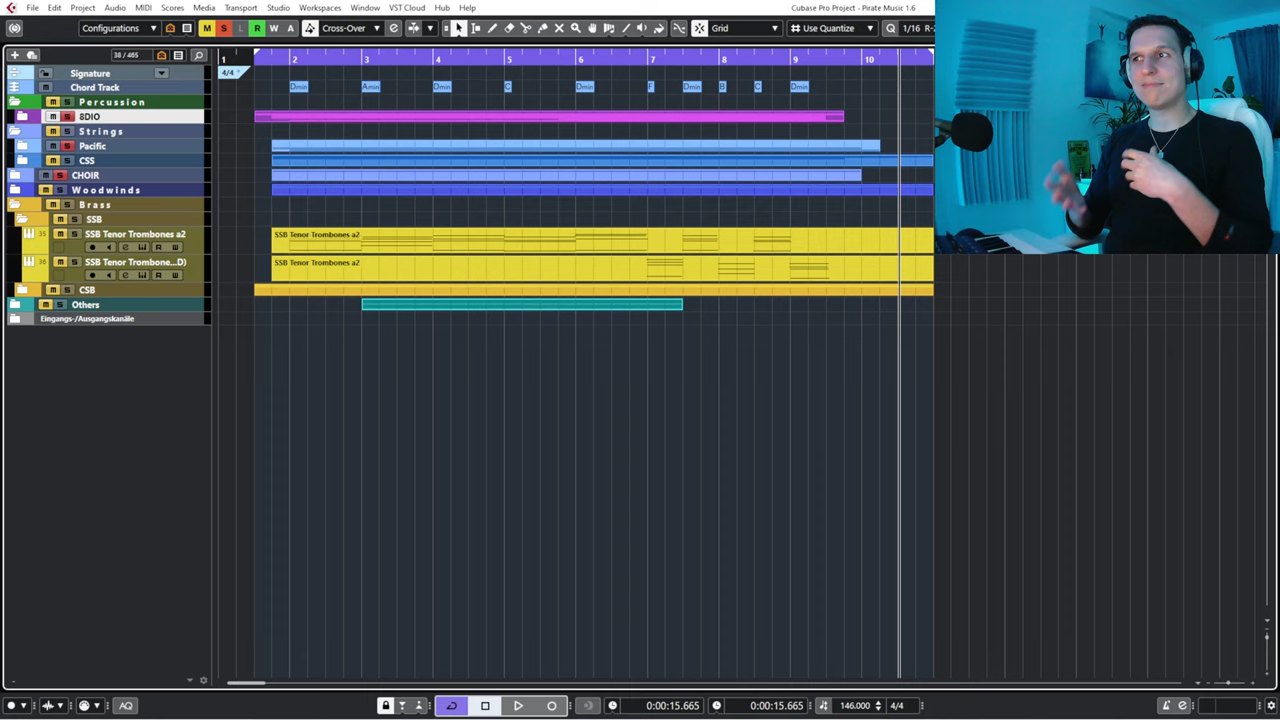 File Edit Project Audio MIDI Scores Media Transport Studio Workspaces Window VST Cloud Hub Help Cubase Pro Project - Pirate Music 1.6
Configurations M S L R W A Cross-Over Grid Use Quantize Q 1/16
38 / 465 1 2 3 4 5 6 7 8 9 10
Signature 4/4
Chord Track Dmin Amin Dmin C Dmin F Dmin B C Dmin
Percussion
8DIO
Strings
Pacific
CSS
CHOIR
Woodwinds
Brass
SSB
35 SSB Tenor Trombones a2 SSB Tenor Trombones a2
36 SSB Tenor Trombone...D) SSB Tenor Trombones a2
CSB
Others
Eingangs-/Ausgangskanäle
AQ 0:00:15.665 0:00:15.665 146.000 4/4